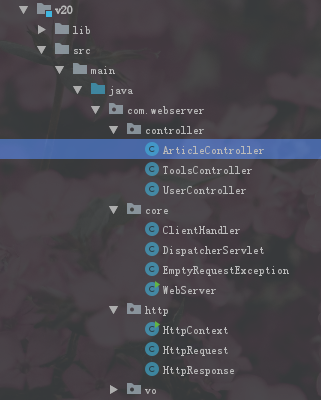 v20
lib
src
main
java
com.webserver
controller
ArticleController
ToolsController
UserController
core
ClientHandler
DispatcherServlet
EmptyRequestException
WebServer
http
HttpContext
HttpRequest
HttpResponse
vo